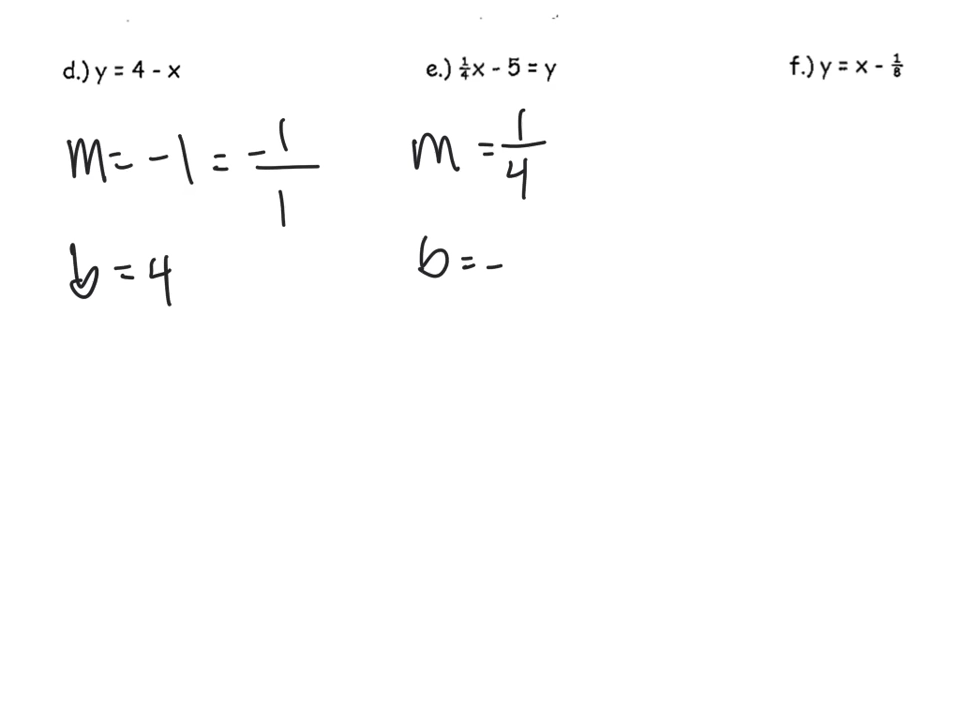 d.) y = 4 - x
m = -1 = -1/1
b = 4
e.) 1/4x - 5 = y
m = 1/4
b = -
f.) y = x - 1/8